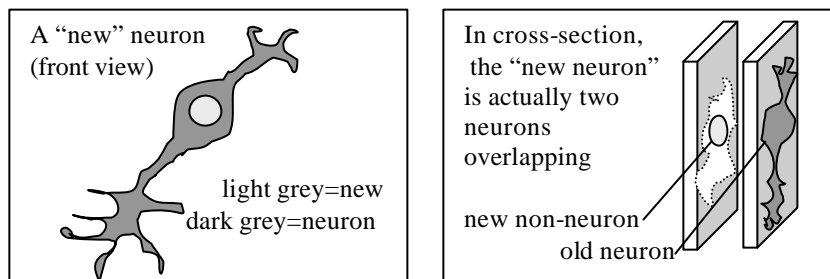 A “new” neuron
(front view)
light grey=new
dark grey=neuron
In cross-section,
the “new neuron”
is actually two
neurons
overlapping
new non-neuron
old neuron